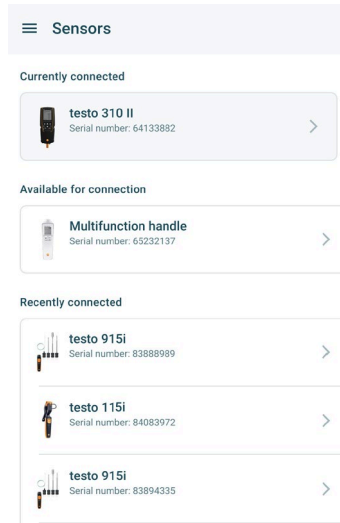 Sensors
Currently connected
testo 310 II
Serial number: 64133882
Available for connection
Multifunction handle
Serial number: 65232137
Recently connected
testo 915i
Serial number: 83888989
testo 115i
Serial number: 84083972
testo 915i
Serial number: 83894335